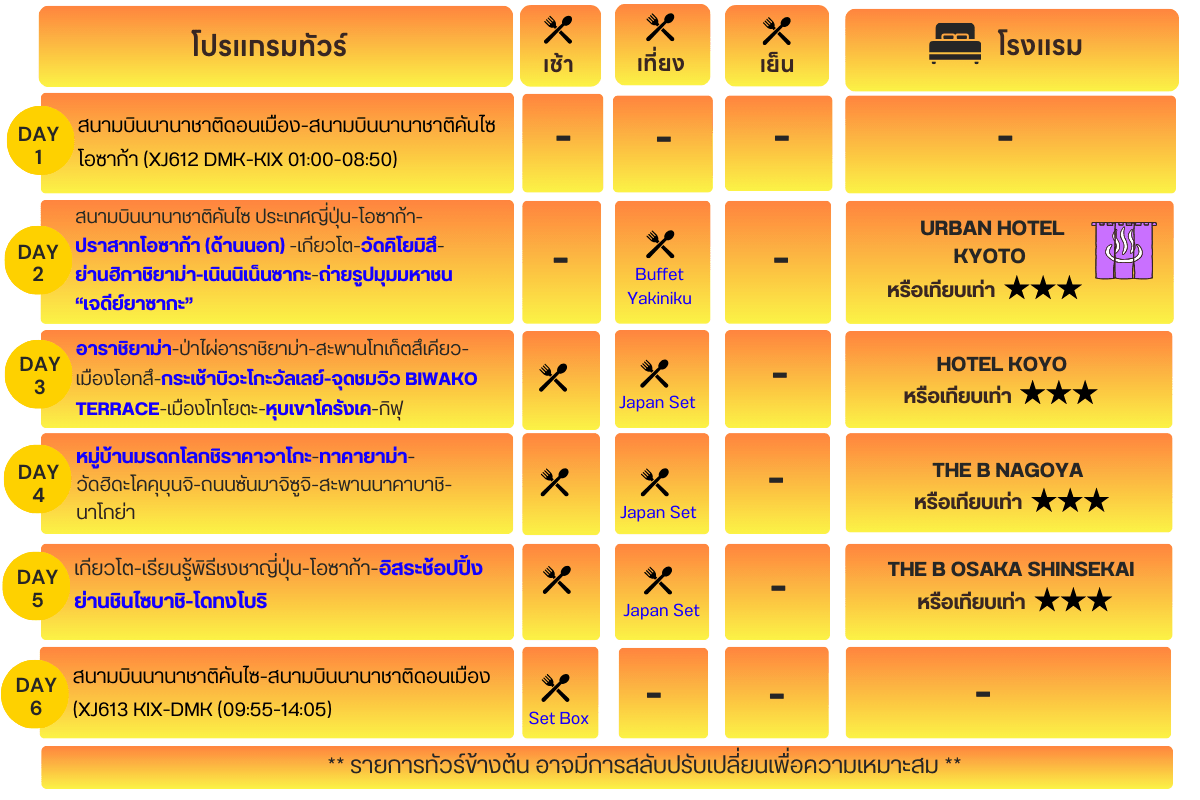 โปรแกรมทัวร์
เช้า
เที่ยง
เย็น
โรงแรม
DAY
1
สนามบินนานาชาติดอนเมือง-สนามบินนานาชาติคันไซ
โอซาก้า (XJ612 DMK-KIX 01:00-08:50)
-
-
-
-
DAY
2
สนามบินนานาชาติคันไซ ประเทศญี่ปุ่น-โอซาก้า-
ปราสาทโอซาก้า (ด้านนอก) -เกียวโต-วัดคิโยมิสึ-
ย่านฮิกาชิยาม่า-เนินนิเน็นซากะ-ถ่ายรูปมุมมหาชน
“เจดีย์ยาซากะ”
-
Buffet
Yakiniku
-
URBAN HOTEL
KYOTO
หรือเทียบเท่า ★★★
DAY
3
อาราชิยาม่า-ป่าไผ่อาราชิยาม่า-สะพานโทเก็ตสึเคียว-
เมืองโอทสึ-กระเช้าบิวะโกะวัลเลย์-จุดชมวิว BIWAKO
TERRACE-เมืองโทโยตะ-หุบเขาโครังเค-กิฟุ
Japan Set
-
HOTEL KOYO
หรือเทียบเท่า ★★★
DAY
4
หมู่บ้านมรดกโลกชิราคาวาโกะ-ทาคายาม่า-
วัดฮิดะโคคุบุนจิ-ถนนซันมาจิซูจิ-สะพานนาคาบาชิ-
นาโกย่า
Japan Set
-
THE B NAGOYA
หรือเทียบเท่า ★★★
DAY
5
เกียวโต-เรียนรู้พิธีชงชาญี่ปุ่น-โอซาก้า-อิสระช้อปปิ้ง
ย่านชินไซบาชิ-โดทงโบริ
Japan Set
-
THE B OSAKA SHINSEKAI
หรือเทียบเท่า ★★★
DAY
6
สนามบินนานาชาติคันไซ-สนามบินนานาชาติดอนเมือง
(XJ613 KIX-DMK (09:55-14:05)
Set Box
-
-
-
** รายการทัวร์ข้างต้น อาจมีการสลับปรับเปลี่ยนเพื่อความเหมาะสม **